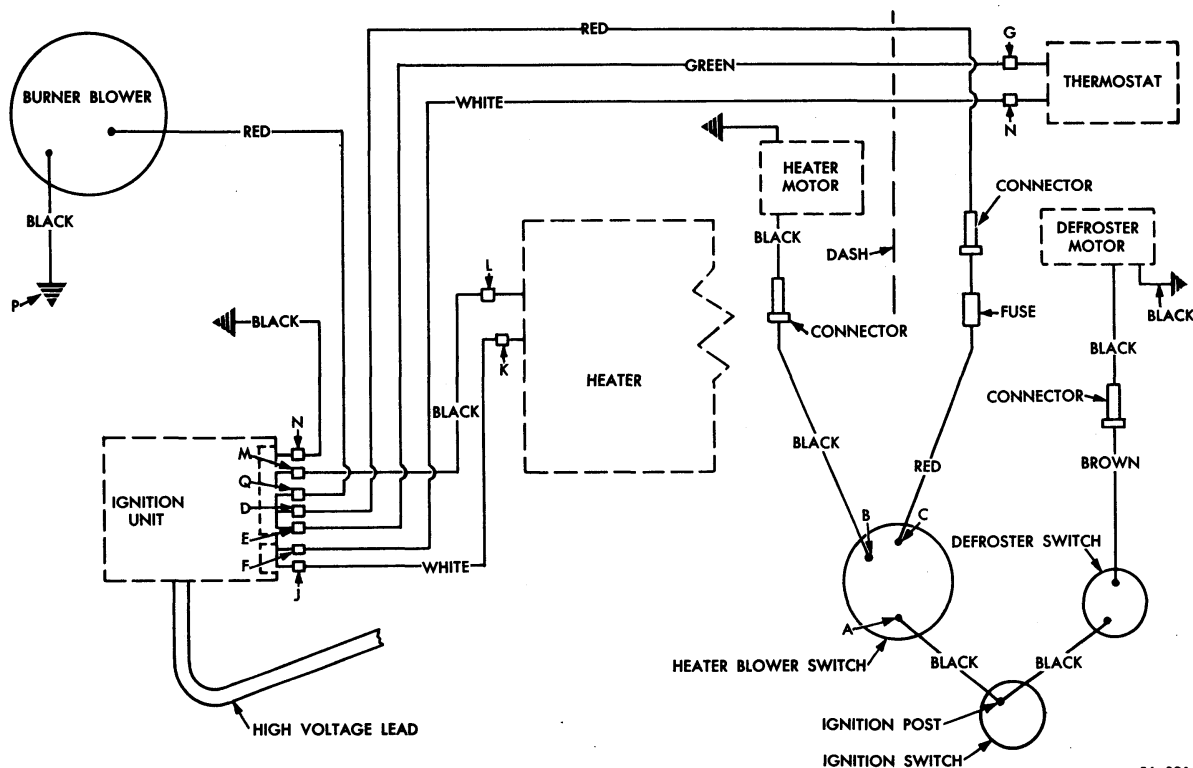 RED
G
GREEN
THERMOSTAT
BURNER BLOWER
WHITE
N
RED
HEATER
MOTOR
CONNECTOR
BLACK
BLACK
DEFROSTER
MOTOR
DASH
L
P
BLACK
CONNECTOR
FUSE
BLACK
K
BLACK
HEATER
CONNECTOR
BLACK
N
BLACK
M
RED
BROWN
Q
IGNITION
UNIT
D
B
C
E
DEFROSTER SWITCH
F
WHITE
J
A
HEATER BLOWER SWITCH
BLACK
BLACK
HIGH VOLTAGE LEAD
IGNITION POST
IGNITION SWITCH